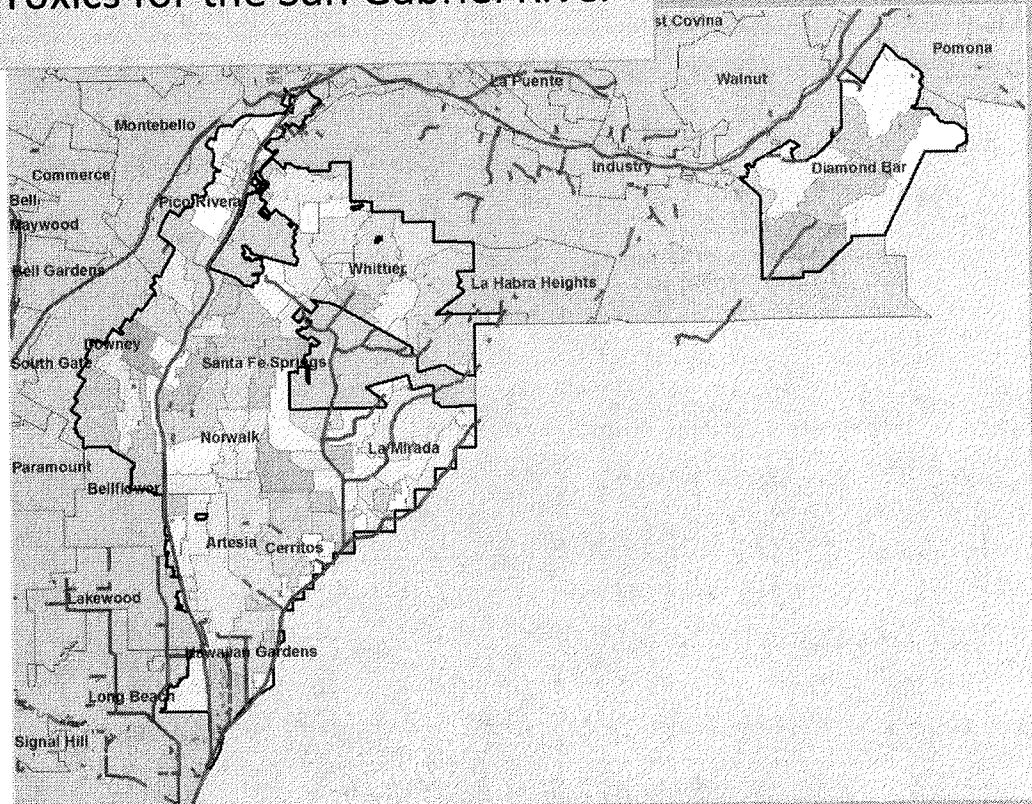 Toxics for the San Gabriel River
st Covina
Pomona
La Puente
Walnut
Montebello
Industry
Diamond Bar
Commerce
Bell
Pico Rivera
Maywood
Bell Gardens
Whittier
La Habra Heights
Downey
South Gate
Santa Fe Springs
Norwalk
La Mirada
Paramount
Bellflower
Artesia
Cerritos
Lakewood
Hawaiian Gardens
Long Beach
Signal Hill